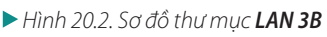 ▶ Hình 20.2. Sơ đồ thư mục LAN 3B